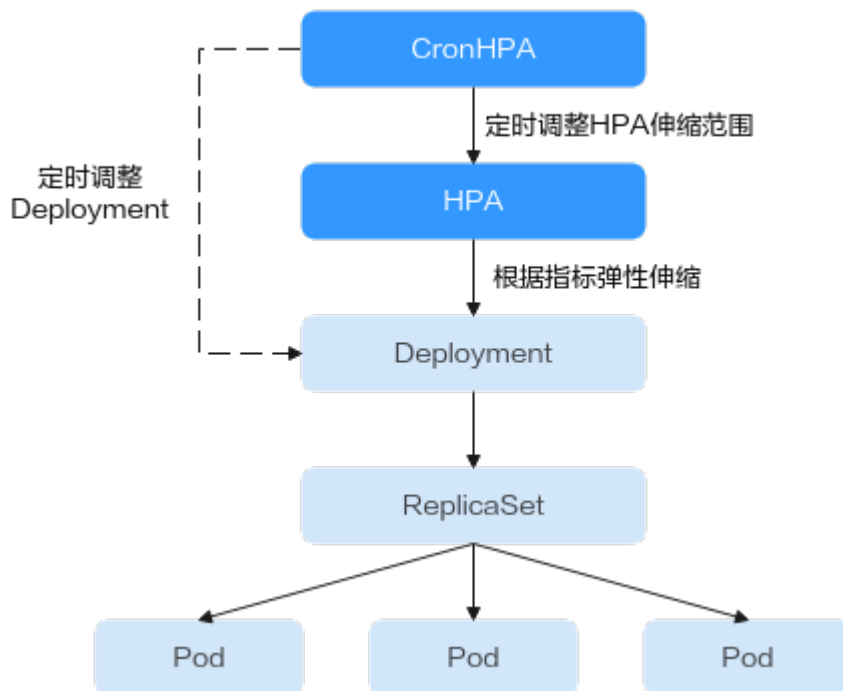 CronHPA
定时调整HPA伸缩范围
定时调整
Deployment
HPA
根据指标弹性伸缩
Deployment
ReplicaSet
Pod
Pod
Pod